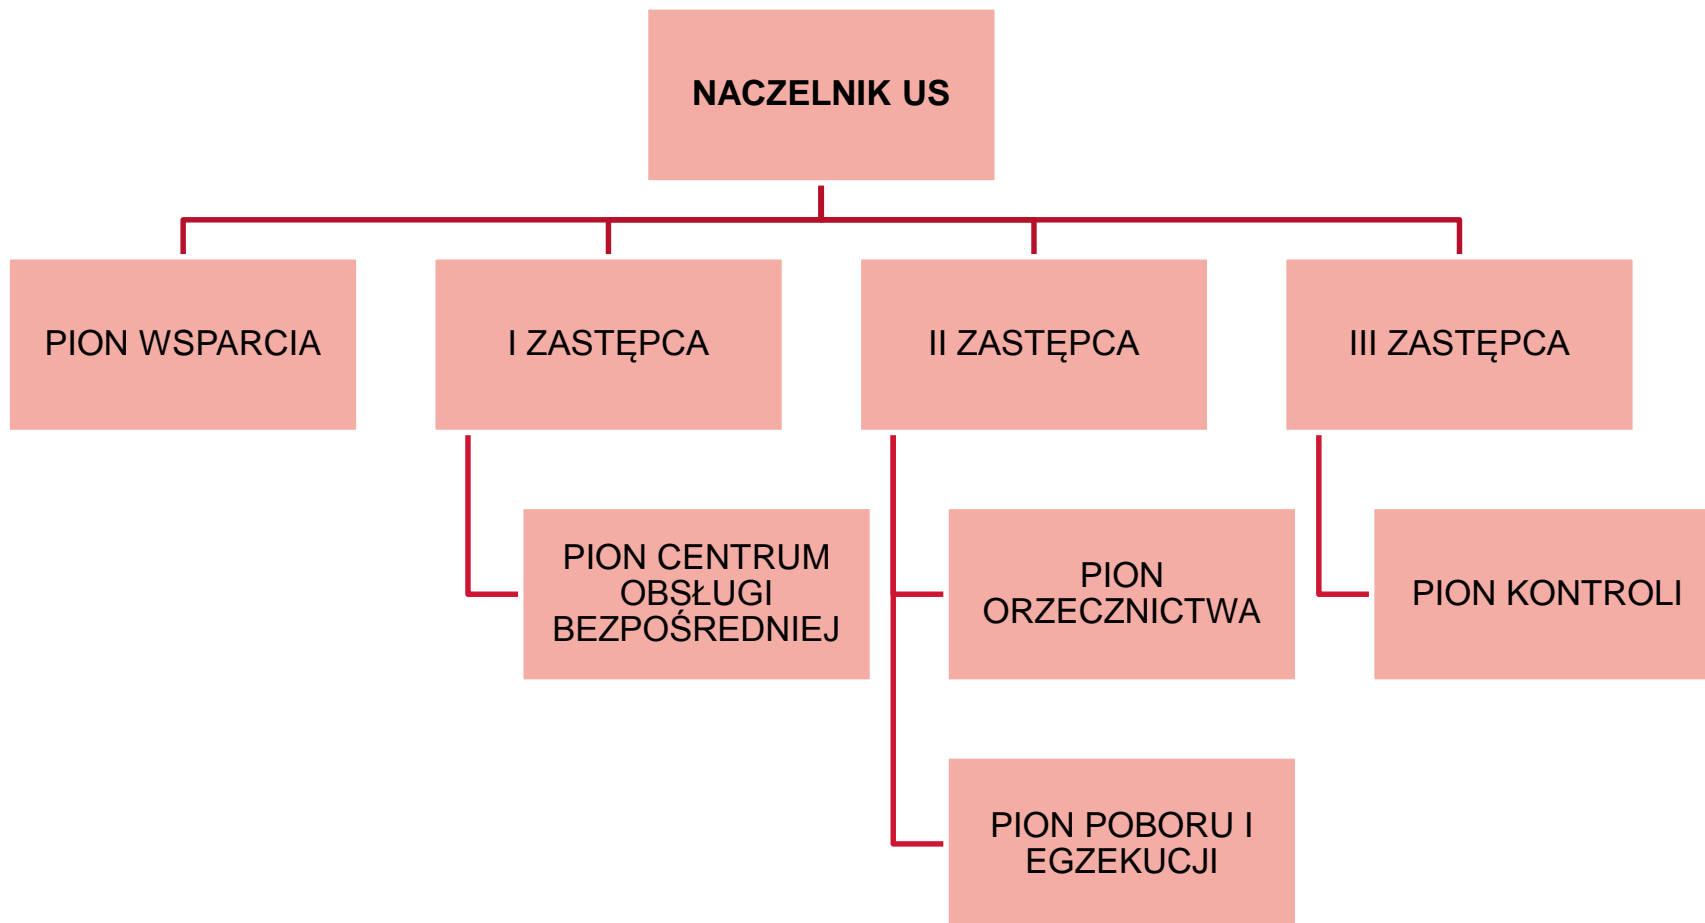 NACZELNIK US
PION WSPARCIA
I ZASTĘPCA
II ZASTĘPCA
III ZASTĘPCA
PION CENTRUM
OBSŁUGI
BEZPOŚREDNIEJ
PION
ORZECZNICTWA
PION KONTROLI
PION POBORU I
EGZEKUCJI